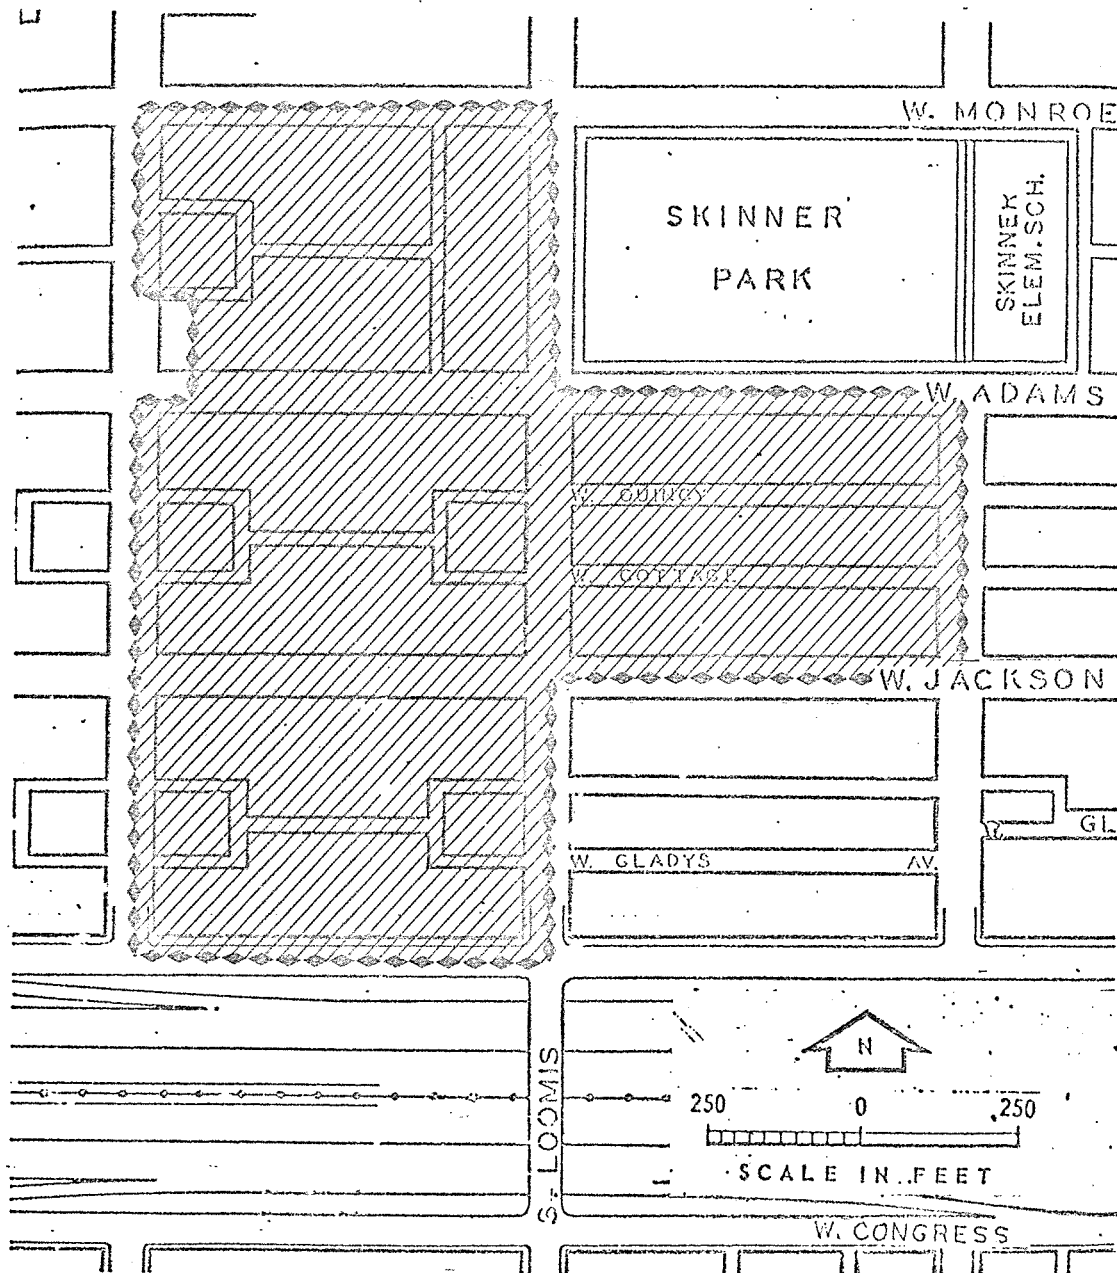 W. MONROE
SKINNER
PARK
SKINNER
ELEM. SCH.
W. ADAMS
W. QUINCY
W. COTTAGE
W. JACKSON
GL
W. GLADYS AV.
N
250 0 250
SCALE IN FEET
S. LOOMIS
W. CONGRESS